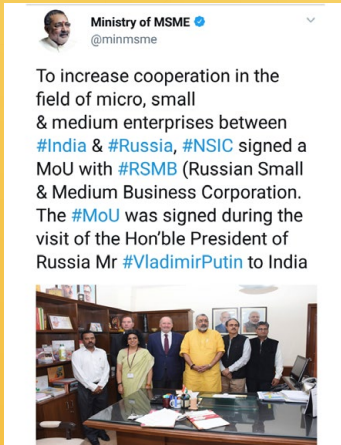 Ministry of MSME
@minmsme
To increase cooperation in the
field of micro, small
& medium enterprises between
#India & #Russia, #NSIC signed a
MoU with #RSMB (Russian Small
& Medium Business Corporation.
The #MoU was signed during the
visit of the Hon'ble President of
Russia Mr #VladimirPutin to India